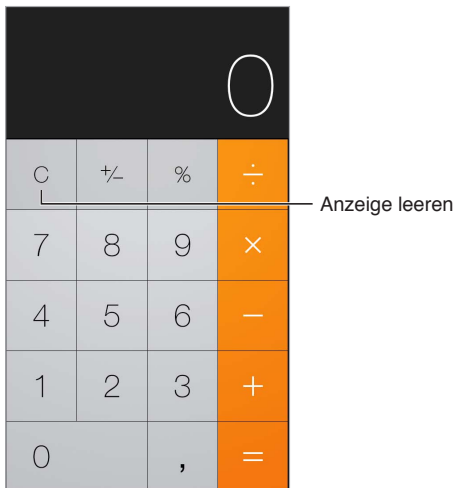 0
C +/− % ÷
Anzeige leeren
7 8 9 ×
4 5 6 −
1 2 3 +
0 , =